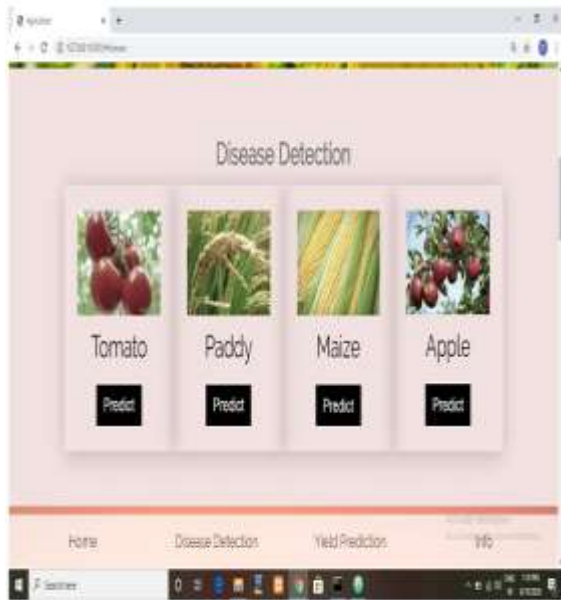 Disease Detection
Tomato Paddy Maize Apple
Predict Predict Predict Predict
Home Disease Detection Yield Prediction Info